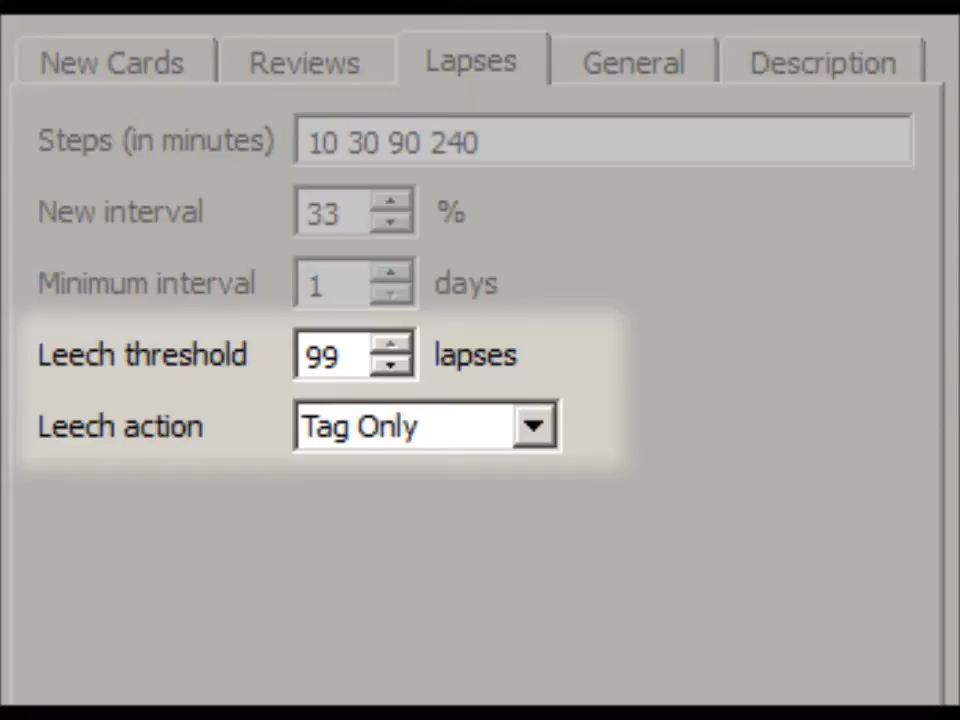 New Cards Reviews Lapses General Description
Steps (in minutes) 10 30 90 240
New interval 33 %
Minimum interval 1 days
Leech threshold 99 lapses
Leech action Tag Only